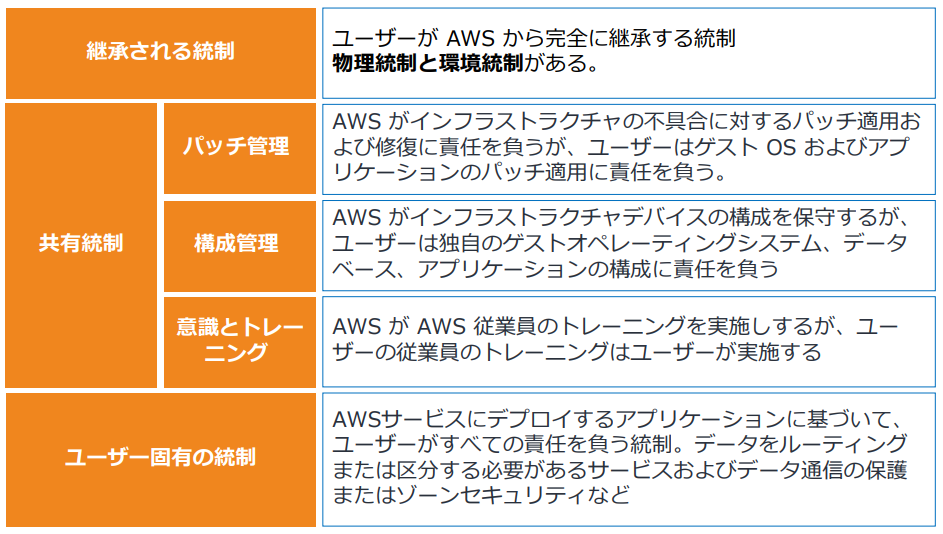 継承される統制
ユーザーが AWS から完全に継承する統制
物理統制と環境統制がある。
共有統制
パッチ管理
AWS がインフラストラクチャの不具合に対するパッチ適用お
よび修復に責任を負うが、ユーザーはゲスト OS およびアプ
リケーションのパッチ適用に責任を負う。
構成管理
AWS がインフラストラクチャデバイスの構成を保守するが、
ユーザーは独自のゲストオペレーティングシステム、データ
ベース、アプリケーションの構成に責任を負う
意識とトレー
ニング
AWS が AWS 従業員のトレーニングを実施しするが、ユー
ザーの従業員のトレーニングはユーザーが実施する
ユーザー固有の統制
AWSサービスにデプロイするアプリケーションに基づいて、
ユーザーがすべての責任を負う統制。データをルーティング
または区分する必要があるサービスおよびデータ通信の保護
またはゾーンセキュリティなど